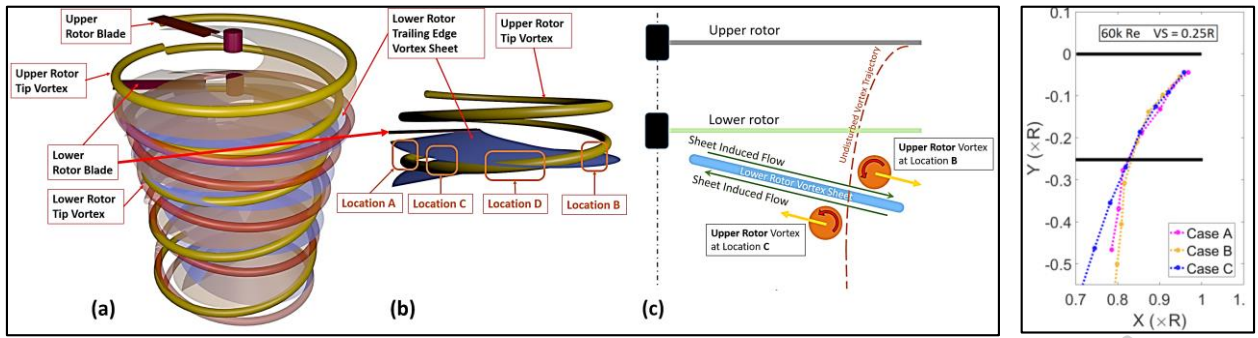 Upper
Rotor Blade
Upper Rotor
Tip Vortex
Lower
Rotor Blade
Lower Rotor
Tip Vortex
(a)
Lower Rotor
Trailing Edge
Vortex Sheet
Upper Rotor
Tip Vortex
Location A
Location C
Location D
Location B
(b)
Upper rotor
Undisturbed Vortex Trajectory
Lower rotor
Sheet Induced Flow
Lower Rotor Vortex Sheet
Sheet Induced Flow
Upper Rotor Vortex
at Location B
Upper Rotor Vortex
at Location C
(c)
60k Re VS = 0.25R
0
-0.1
-0.2
-0.3
-0.4
-0.5
Y (×R)
Case A
Case B
Case C
0.7 0.8 0.9 1 1.
X (×R)